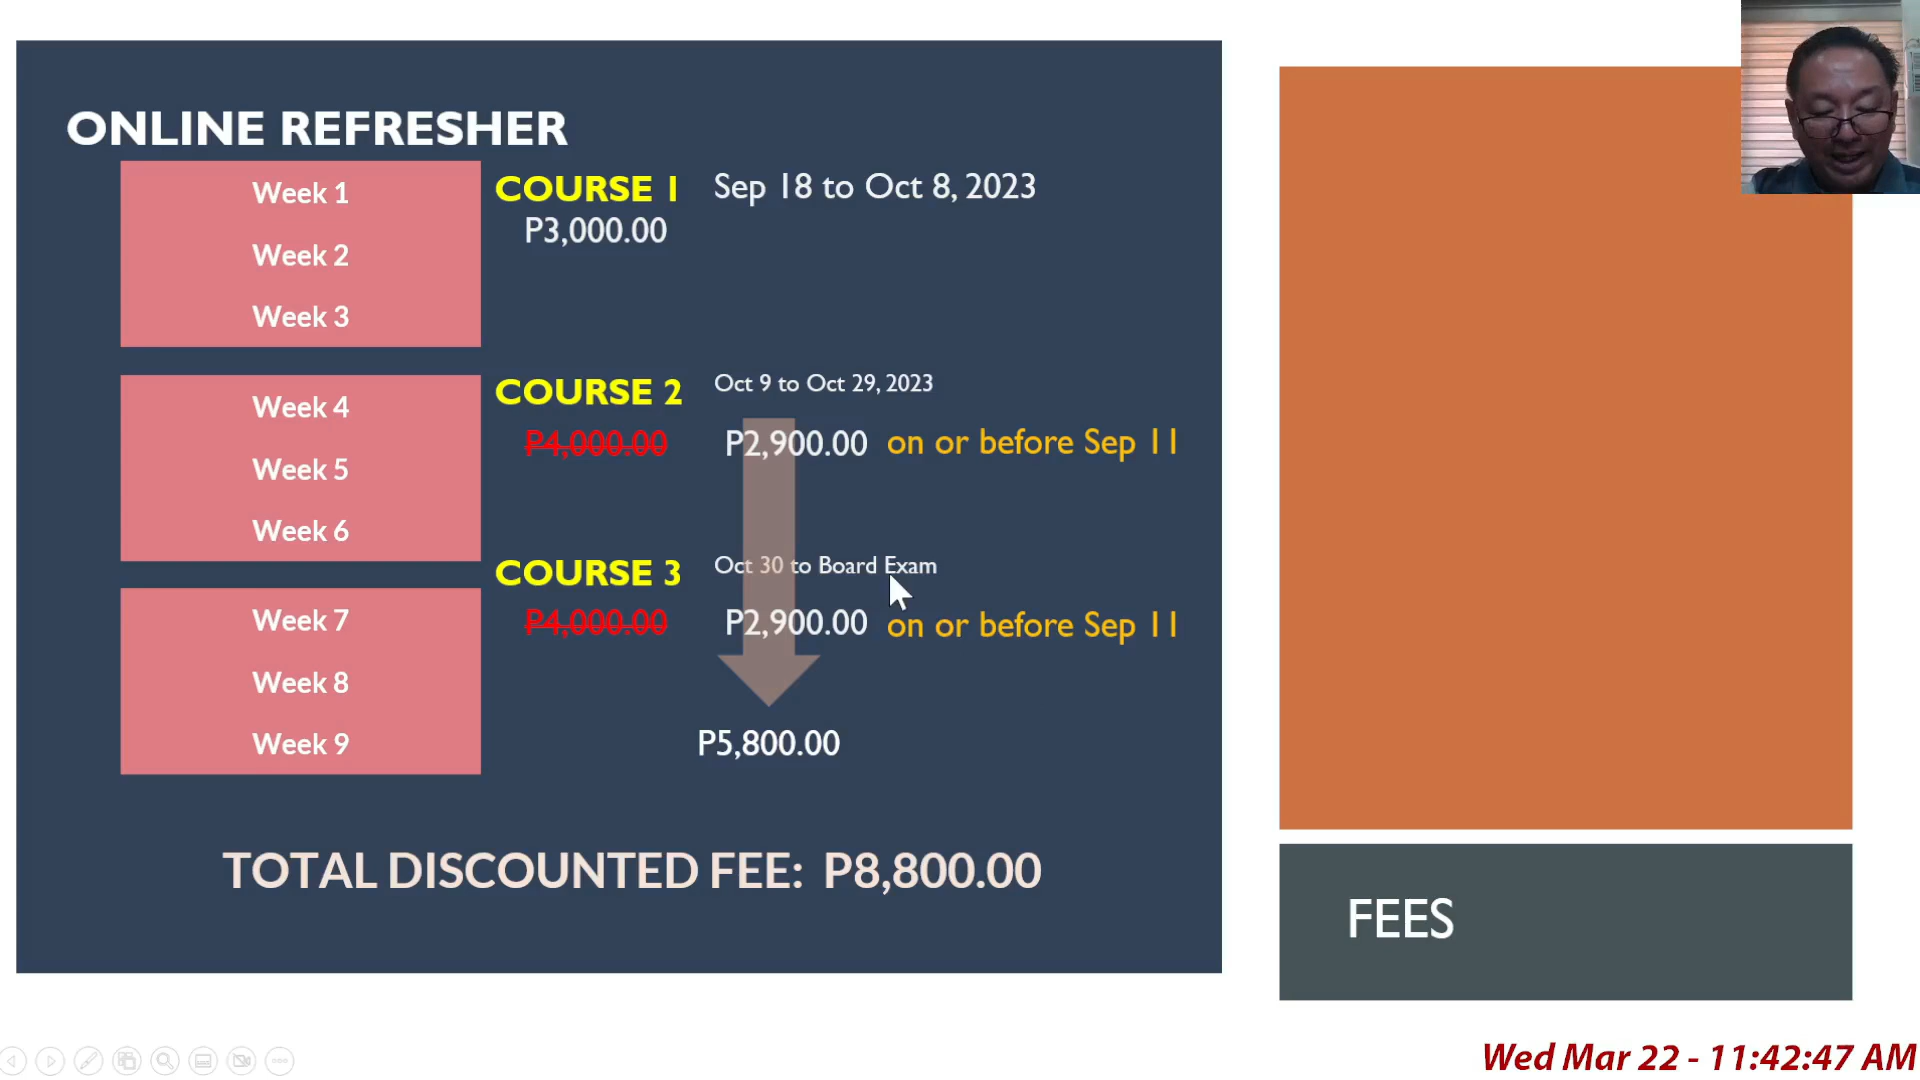 ONLINE REFRESHER
Week 1
Week 2
Week 3
COURSE 1 Sep 18 to Oct 8, 2023
P3,000.00
Week 4
Week 5
Week 6
COURSE 2 Oct 9 to Oct 29, 2023
P4,000.00 P2,900.00 on or before Sep 11
Week 7
Week 8
Week 9
COURSE 3 Oct 30 to Board Exam
P4,000.00 P2,900.00 on or before Sep 11
P5,800.00
TOTAL DISCOUNTED FEE: P8,800.00
FEES
Wed Mar 22 - 11:42:47 AM